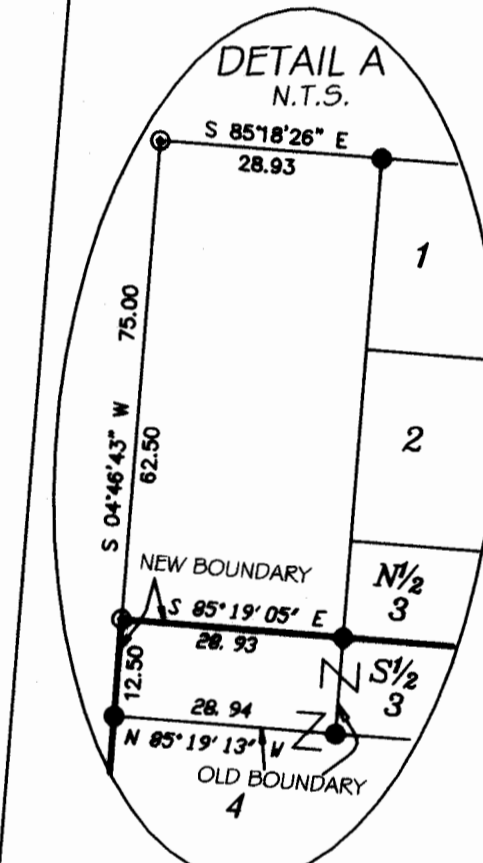 DETAIL A
N.T.S.
S 85°18'26" E
28.93
1
75.00
S 04°46'43" W
62.50
2
NEW BOUNDARY
N1/2
3
S 85°19'05" E
28.93
12.50
S1/2
3
28.94
N 85°19'13" W
OLD BOUNDARY
4